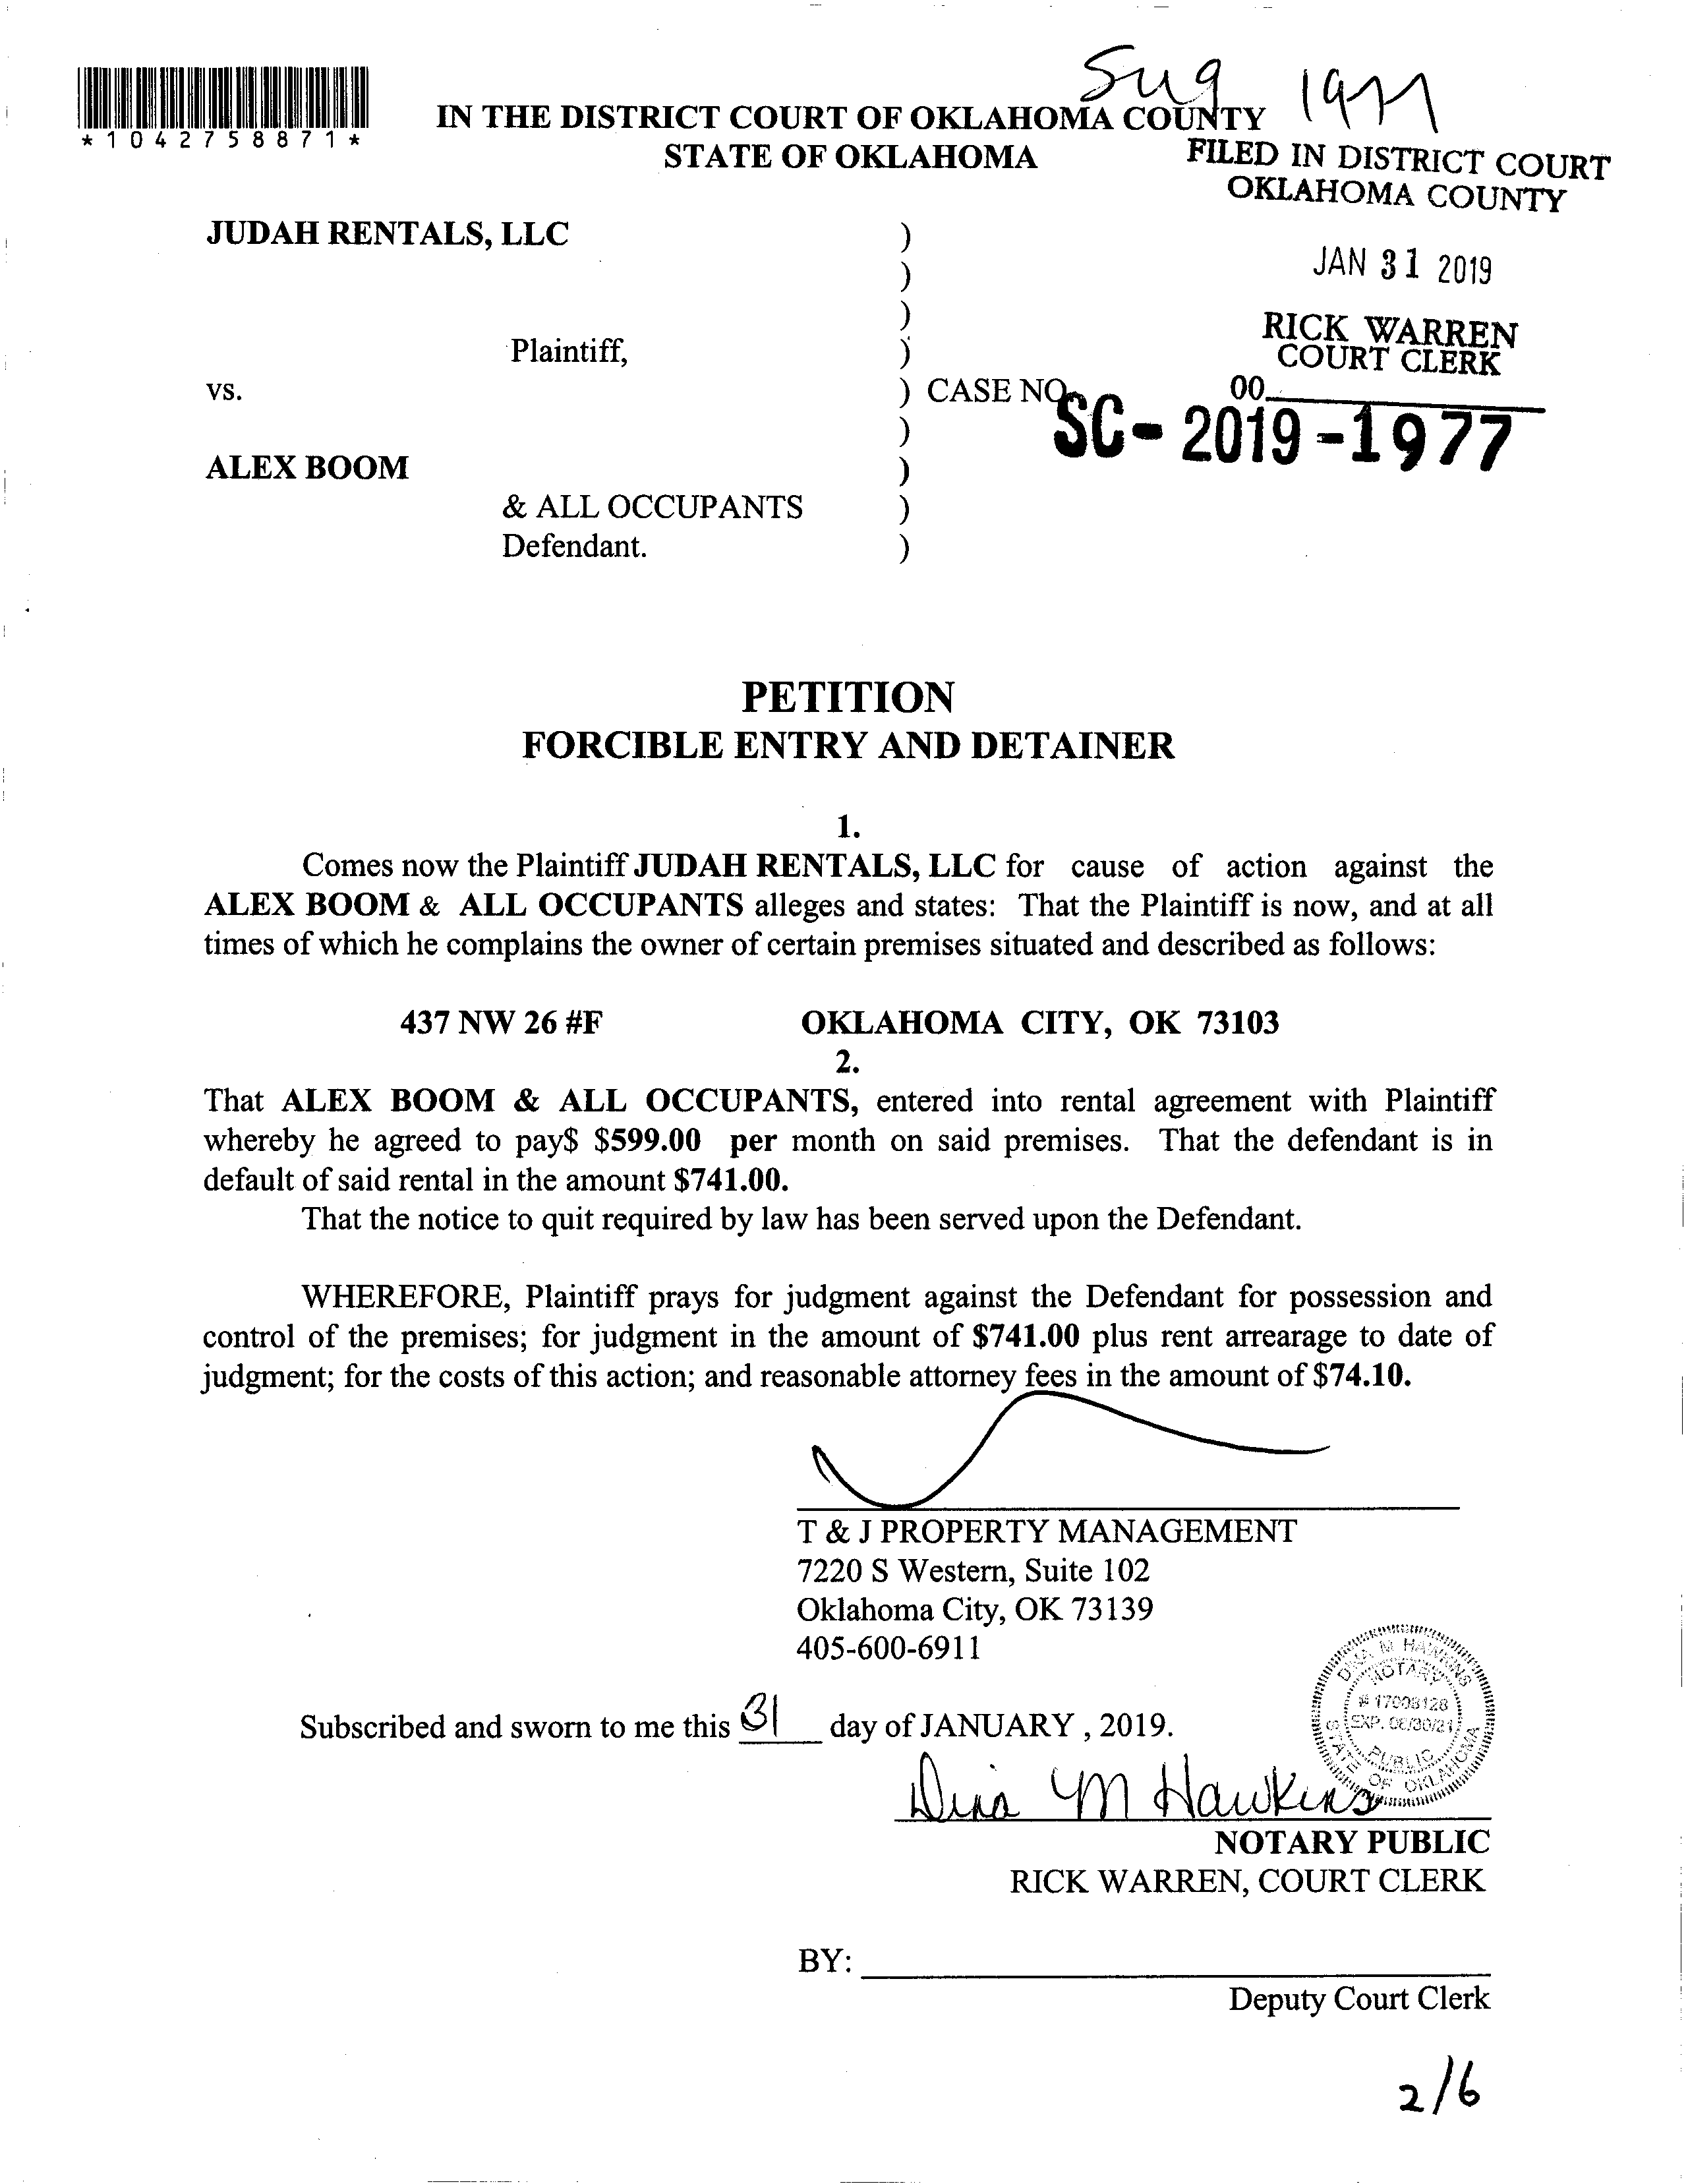 Sug 1977
*1042758871*
IN THE DISTRICT COURT OF OKLAHOMA COUNTY
STATE OF OKLAHOMA
FILED IN DISTRICT COURT
OKLAHOMA COUNTY
JUDAH RENTALS, LLC )
)
JAN 31 2019
)
RICK WARREN
COURT CLERK
Plaintiff, )
vs. ) CASE NO.
00
SC-2019-1977
)
ALEX BOOM )
& ALL OCCUPANTS )
Defendant. )
PETITION
FORCIBLE ENTRY AND DETAINER
1.
Comes now the Plaintiff JUDAH RENTALS, LLC for cause of action against the
ALEX BOOM & ALL OCCUPANTS alleges and states: That the Plaintiff is now, and at all
times of which he complains the owner of certain premises situated and described as follows:
437 NW 26 #F OKLAHOMA CITY, OK 73103
2.
That ALEX BOOM & ALL OCCUPANTS, entered into rental agreement with Plaintiff
whereby he agreed to pay$ $599.00 per month on said premises. That the defendant is in
default of said rental in the amount $741.00.
That the notice to quit required by law has been served upon the Defendant.
WHEREFORE, Plaintiff prays for judgment against the Defendant for possession and
control of the premises; for judgment in the amount of $741.00 plus rent arrearage to date of
judgment; for the costs of this action; and reasonable attorney fees in the amount of $74.10.
T & J PROPERTY MANAGEMENT
7220 S Western, Suite 102
Oklahoma City, OK 73139
405-600-6911
DINA M HAWKINS
NOTARY
# 17008128
EXP. 08/30/21
PUBLIC
STATE OF OKLAHOMA
Subscribed and sworn to me this 31 day of JANUARY , 2019.
Dina M Hawkins
NOTARY PUBLIC
RICK WARREN, COURT CLERK
BY:
Deputy Court Clerk
2/6